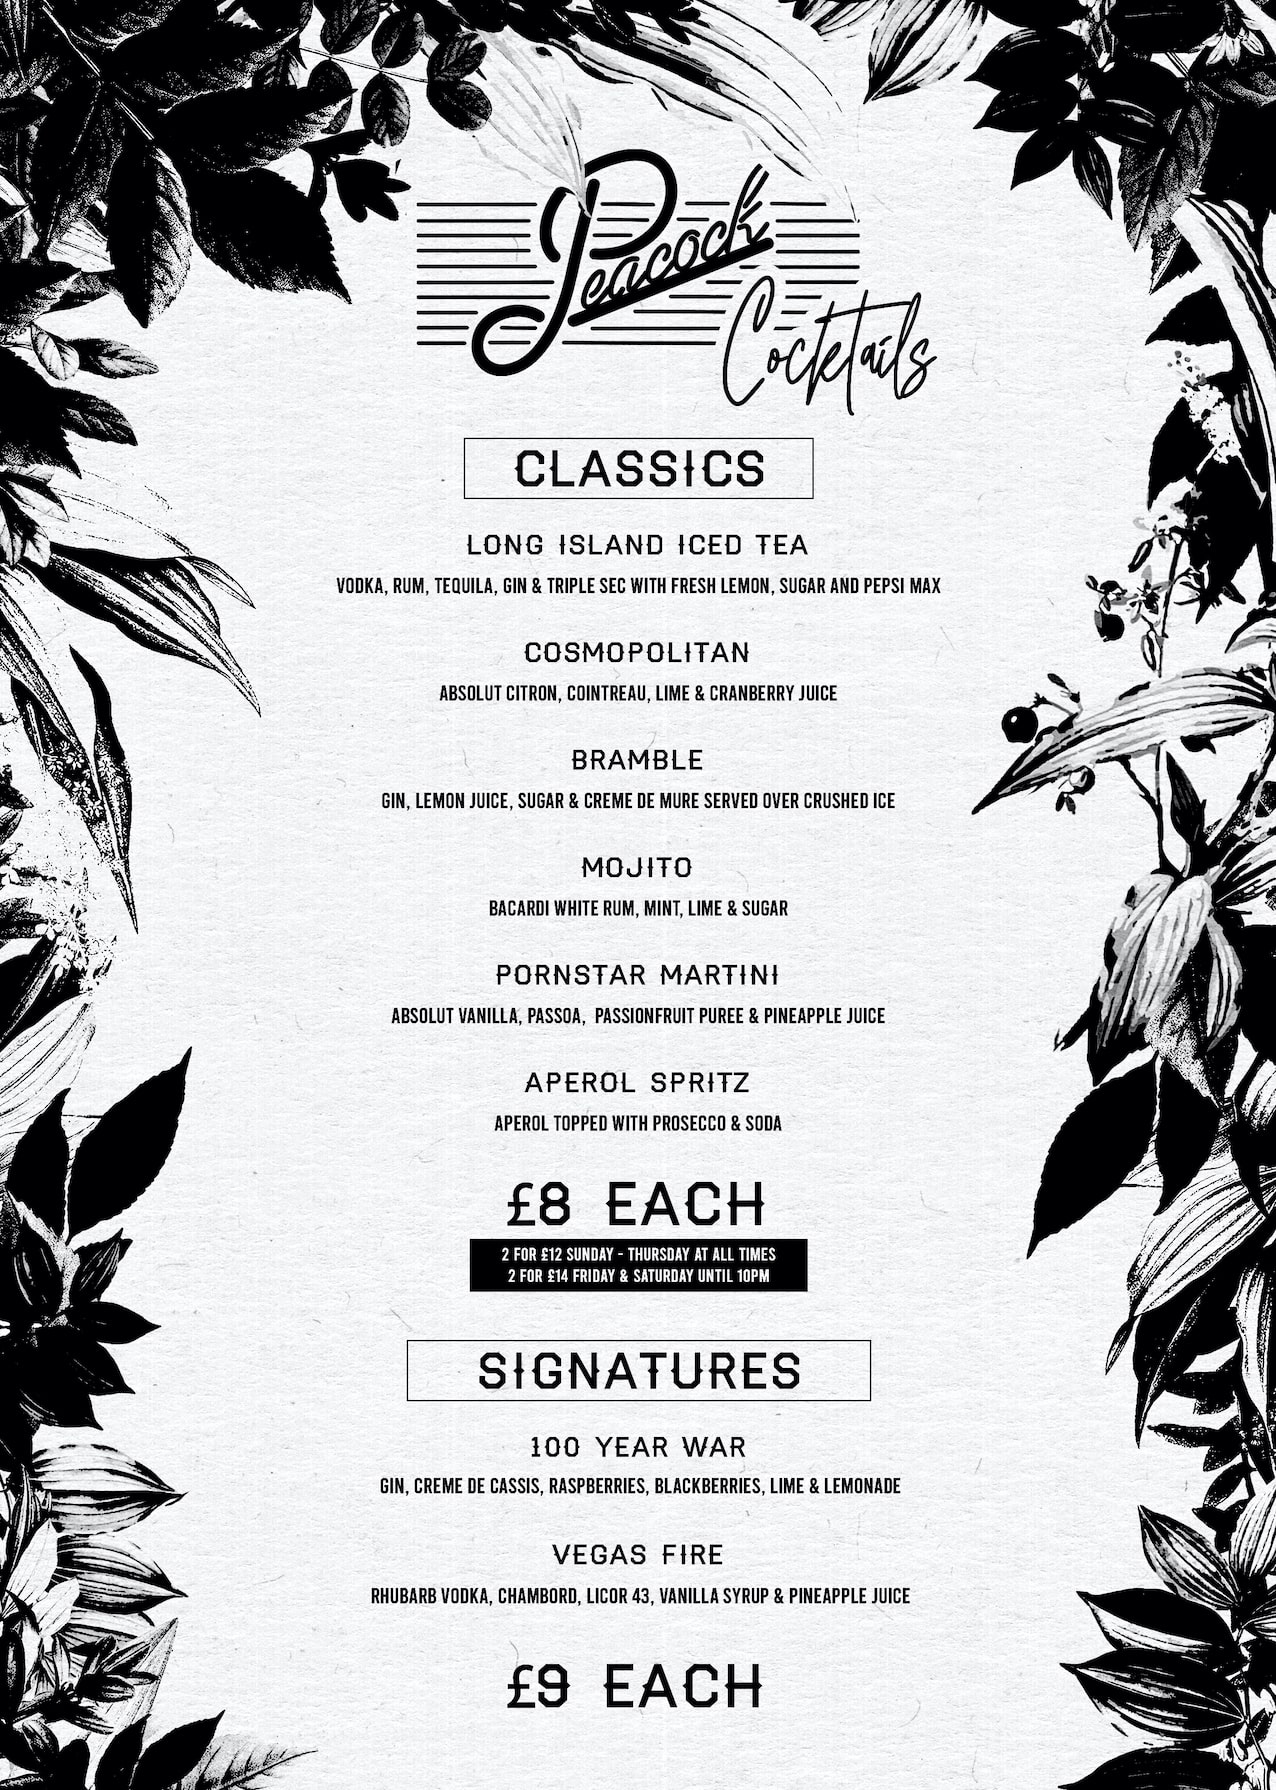 Peacock
Cocktails
CLASSICS
LONG ISLAND ICED TEA
VODKA, RUM, TEQUILA, GIN & TRIPLE SEC WITH FRESH LEMON, SUGAR AND PEPSI MAX
COSMOPOLITAN
ABSOLUT CITRON, COINTREAU, LIME & CRANBERRY JUICE
BRAMBLE
GIN, LEMON JUICE, SUGAR & CREME DE MURE SERVED OVER CRUSHED ICE
MOJITO
BACARDI WHITE RUM, MINT, LIME & SUGAR
PORNSTAR MARTINI
ABSOLUT VANILLA, PASSOA, PASSIONFRUIT PUREE & PINEAPPLE JUICE
APEROL SPRITZ
APEROL TOPPED WITH PROSECCO & SODA
£8 EACH
2 FOR £12 SUNDAY - THURSDAY AT ALL TIMES
2 FOR £14 FRIDAY & SATURDAY UNTIL 10PM
SIGNATURES
100 YEAR WAR
GIN, CREME DE CASSIS, RASPBERRIES, BLACKBERRIES, LIME & LEMONADE
VEGAS FIRE
RHUBARB VODKA, CHAMBORD, LICOR 43, VANILLA SYRUP & PINEAPPLE JUICE
£9 EACH